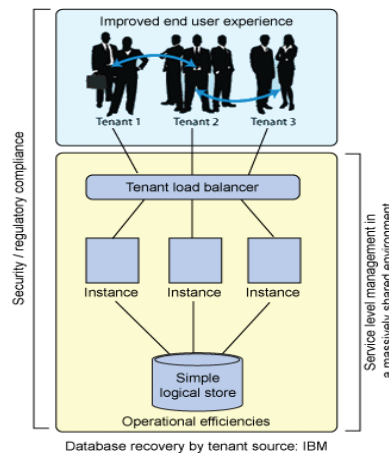 Improved end user experience
Tenant 1
Tenant 2
Tenant 3
Security / regulatory compliance
Tenant load balancer
Instance
Instance
Instance
Simple
logical store
Operational efficiencies
Service level management in
a massively shared environment
Database recovery by tenant source: IBM